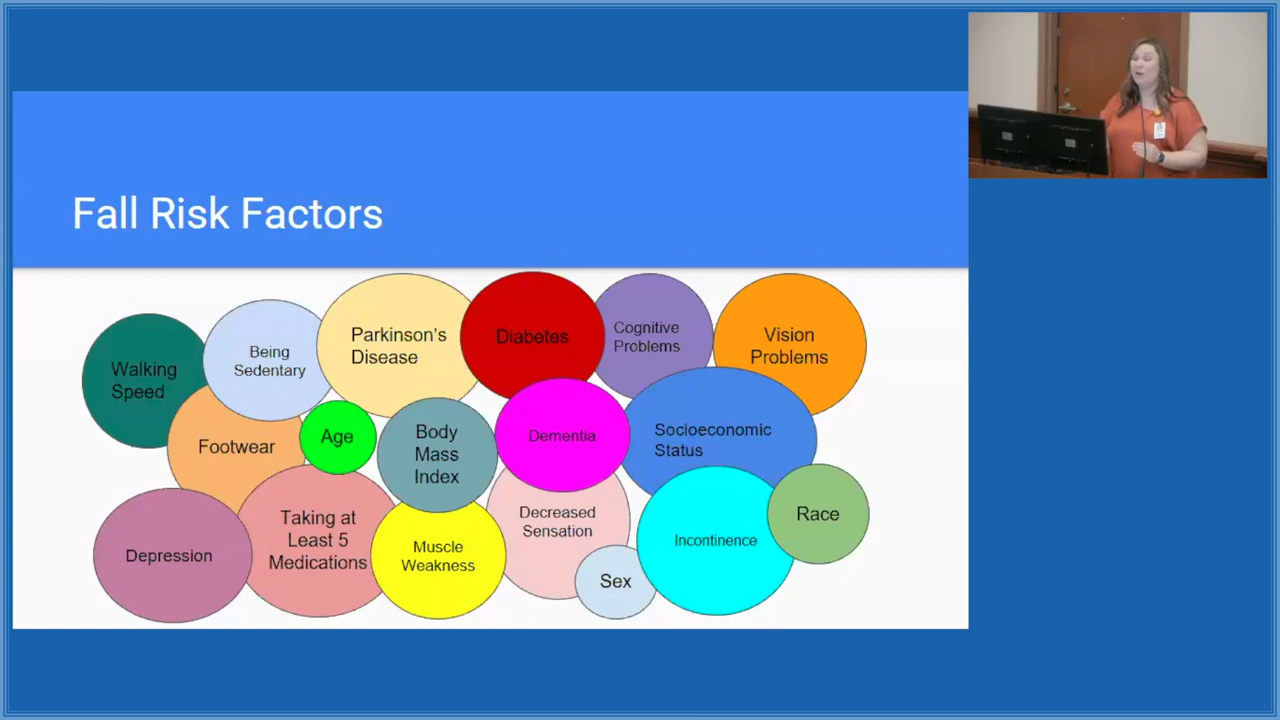 Fall Risk Factors
Walking
Speed
Being
Sedentary
Parkinson's
Disease
Diabetes
Cognitive
Problems
Vision
Problems
Footwear
Age
Body
Mass
Index
Dementia
Socioeconomic
Status
Depression
Taking at
Least 5
Medications
Muscle
Weakness
Decreased
Sensation
Sex
Incontinence
Race